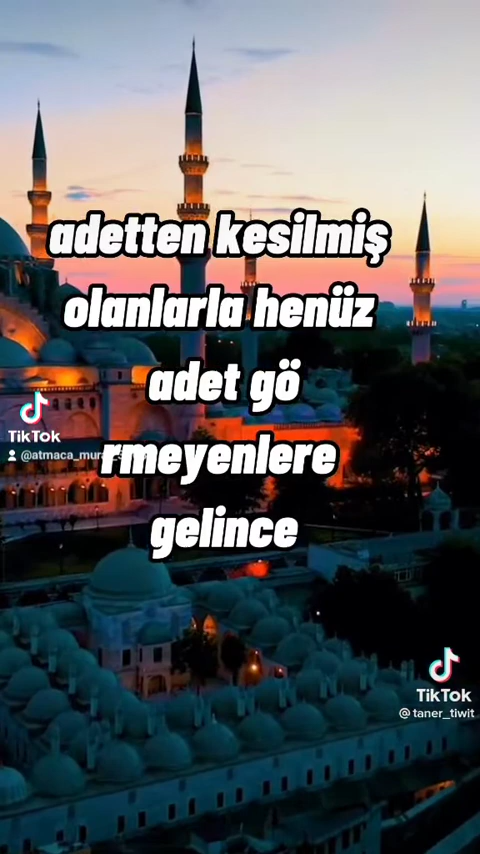 adetten kesilmiş
olanlarla henüz
adet gö
rmeyenlere
gelince
TikTok
TikTok
@ taner_tiwit